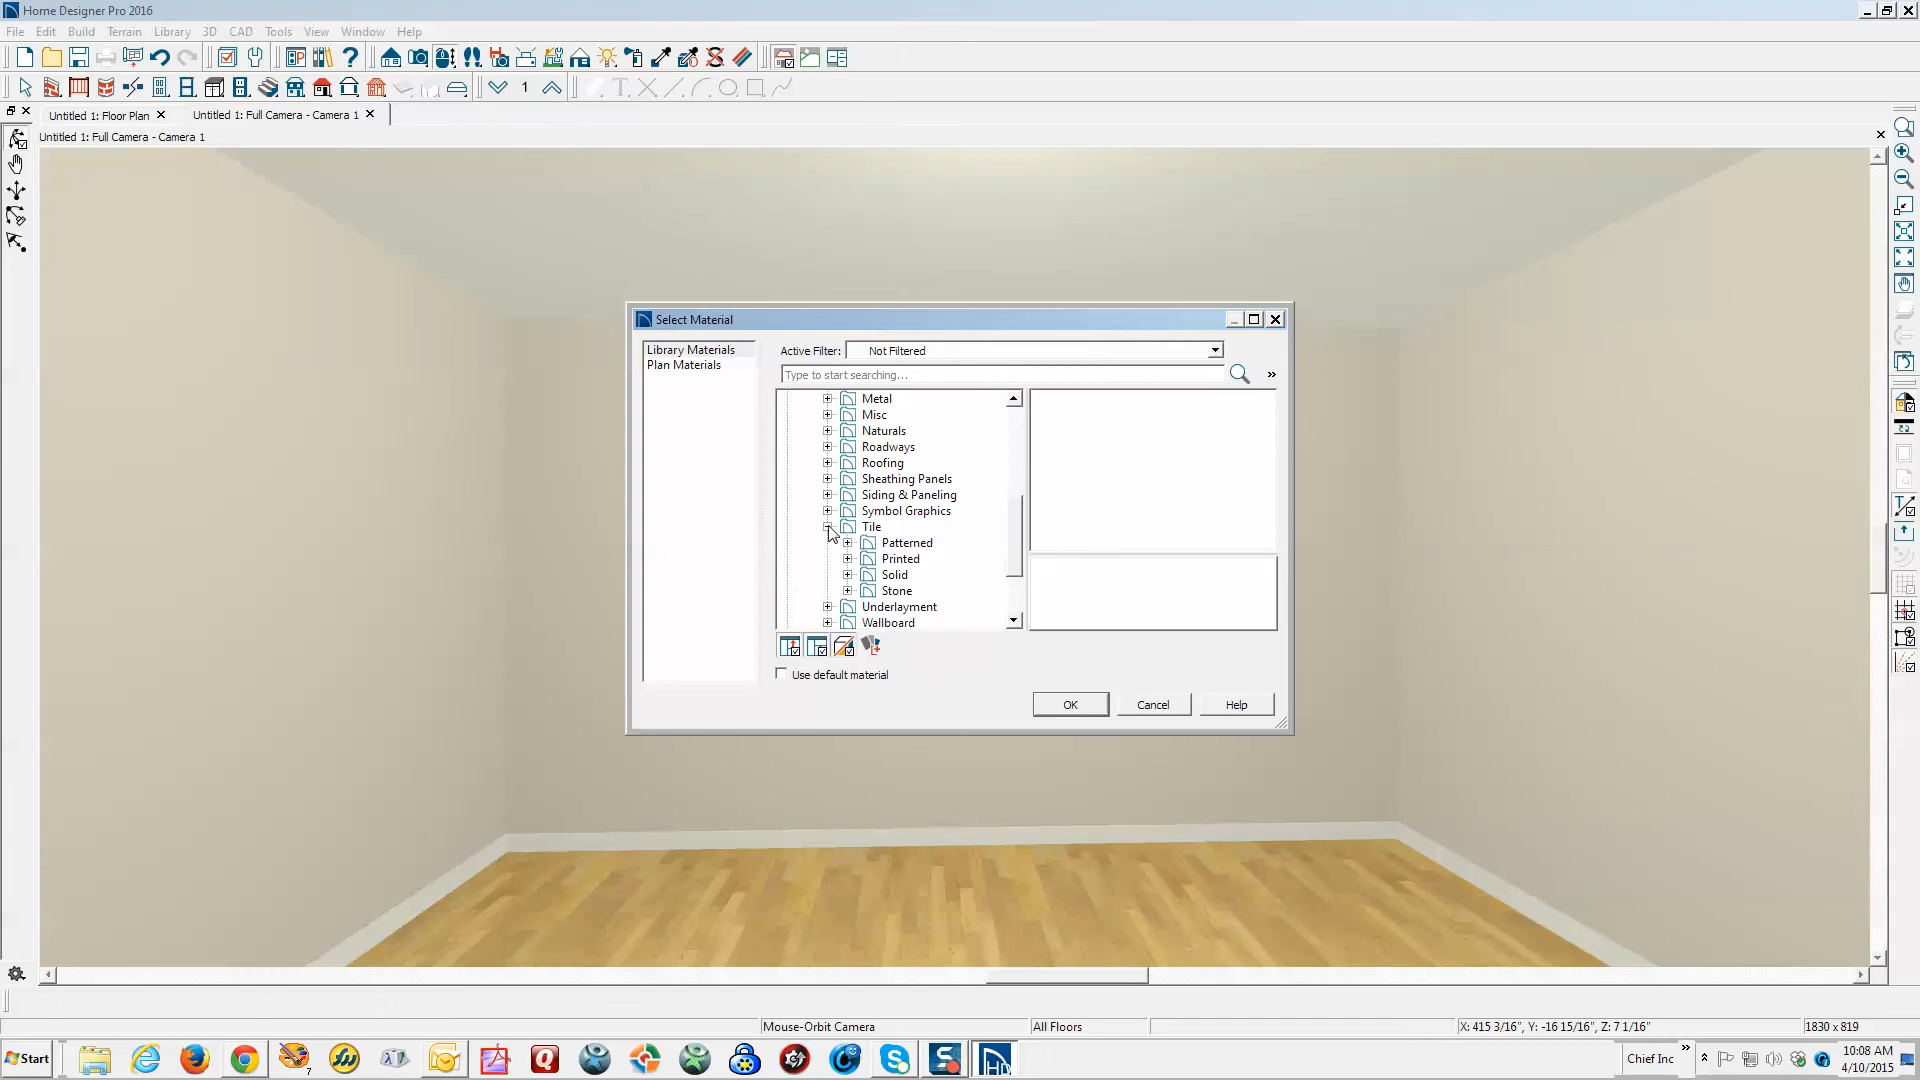 Home Designer Pro 2016
File Edit Build Terrain Library 3D CAD Tools View Window Help
1
Untitled 1: Floor Plan
Untitled 1: Full Camera - Camera 1
Untitled 1: Full Camera - Camera 1
Select Material
Library Materials
Plan Materials
Active Filter: Not Filtered
Type to start searching...
Metal
Misc
Naturals
Roadways
Roofing
Sheathing Panels
Siding & Paneling
Symbol Graphics
Tile
Patterned
Printed
Solid
Stone
Underlayment
Wallboard
Use default material
OK Cancel Help
Mouse-Orbit Camera
All Floors
X: 415 3/16", Y: -16 15/16", Z: 7 1/16"
1830 x 819
Start
Chief Inc
10:08 AM
4/10/2015